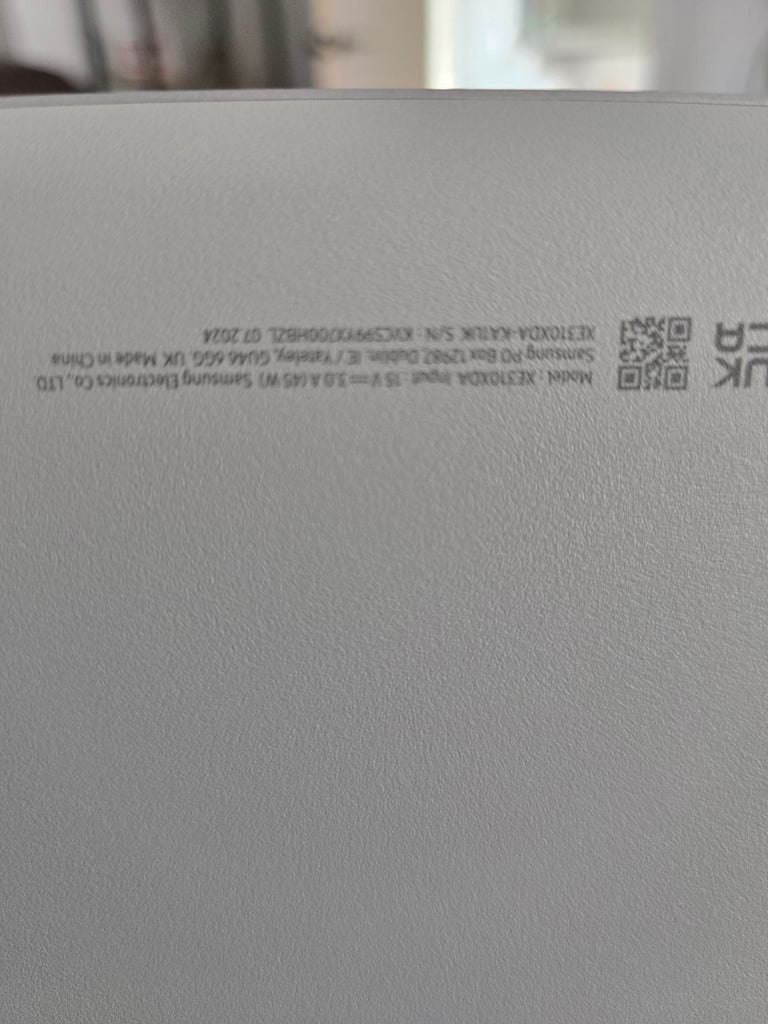 Model : XE310XDA Input: 15 V⎓3.0 A (45 W) Samsung Electronics Co., LTD.
Samsung PO Box 12987, Dublin. IE / Yateley, GU46 6GG. UK Made in China
XE310XDA-KA1UK S/N: 07.2024
UK